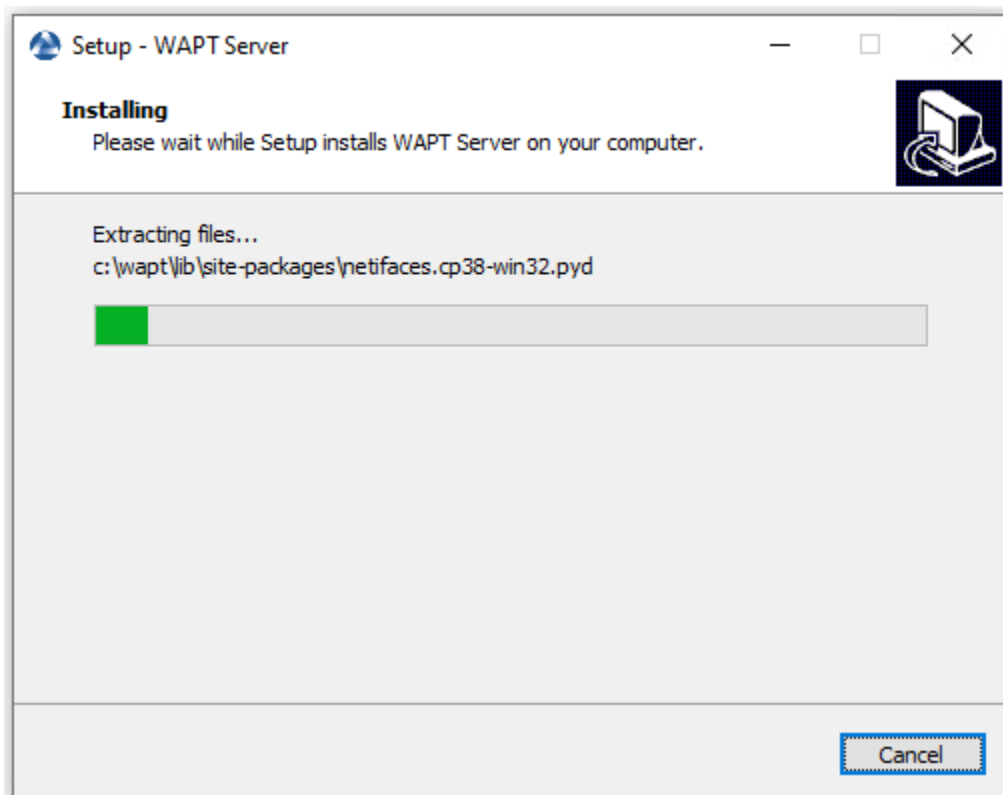 Setup - WAPT Server
Installing
Please wait while Setup installs WAPT Server on your computer.
Extracting files...
c:\wapt\lib\site-packages\netifaces.cp38-win32.pyd
Cancel